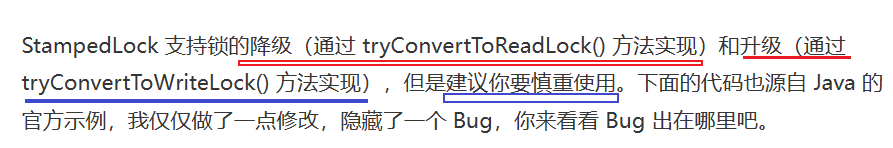 StampedLock 支持锁的降级（通过 tryConvertToReadLock() 方法实现）和升级（通过
tryConvertToWriteLock() 方法实现），但是建议你要慎重使用。下面的代码也源自 Java 的
官方示例，我仅仅做了一点修改，隐藏了一个 Bug，你来看看 Bug 出在哪里吧。